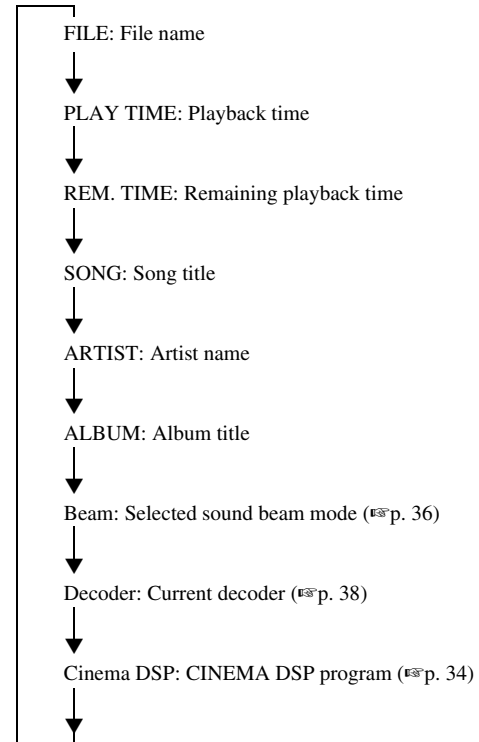 FILE: File name
PLAY TIME: Playback time
REM. TIME: Remaining playback time
SONG: Song title
ARTIST: Artist name
ALBUM: Album title
Beam: Selected sound beam mode (☞p. 36)
Decoder: Current decoder (☞p. 38)
Cinema DSP: CINEMA DSP program (☞p. 34)